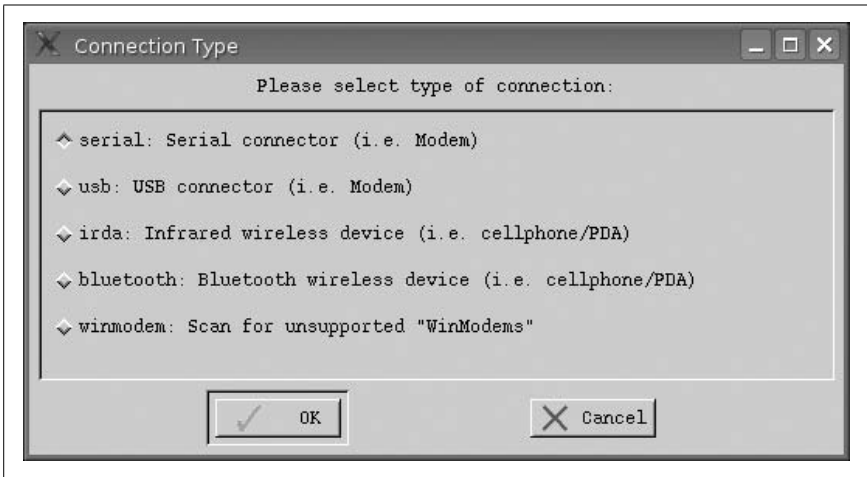 Connection Type
Please select type of connection:
serial: Serial connector (i.e. Modem)
usb: USB connector (i.e. Modem)
irda: Infrared wireless device (i.e. cellphone/PDA)
bluetooth: Bluetooth wireless device (i.e. cellphone/PDA)
winmodem: Scan for unsupported "WinModems"
OK
Cancel